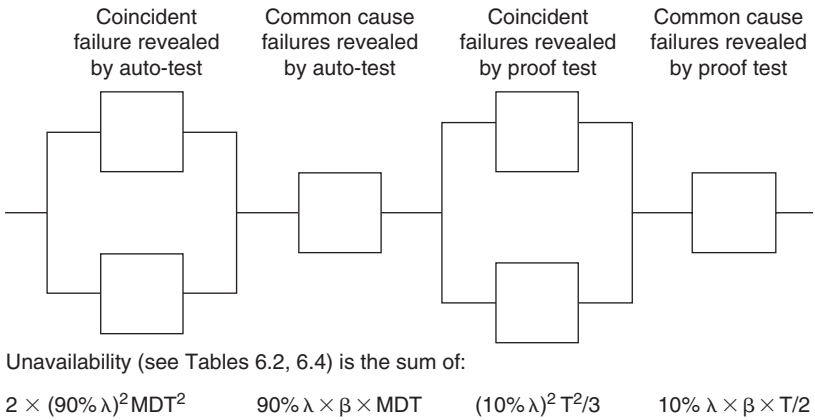 Coincident
failure revealed
by auto-test
Common cause
failures revealed
by auto-test
Coincident
failures revealed
by proof test
Common cause
failures revealed
by proof test
Unavailability (see Tables 6.2, 6.4) is the sum of:
2 × (90% λ)² MDT² 90% λ × β × MDT (10% λ)² T²/3 10% λ × β × T/2